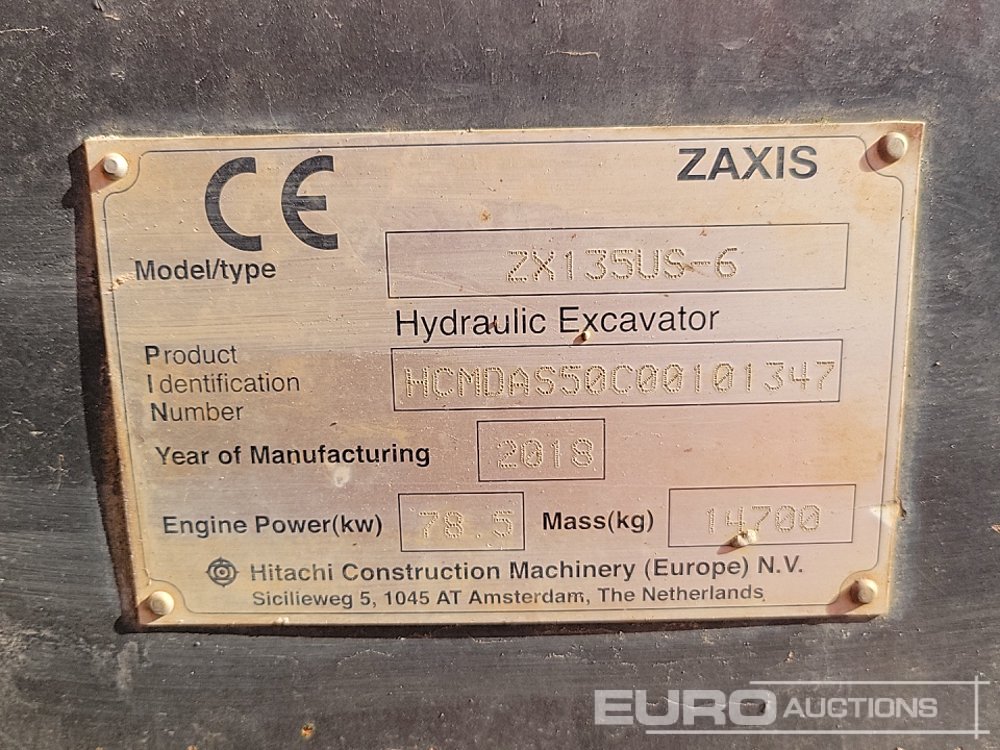 CE
ZAXIS
Model/type ZX135US-6
Hydraulic Excavator
Product
Identification HCMDAS50C00101347
Number
Year of Manufacturing 2018
Engine Power(kw) 78.5 Mass(kg) 14700
Hitachi Construction Machinery (Europe) N.V.
Sicilieweg 5, 1045 AT Amsterdam, The Netherlands
EURO AUCTIONS